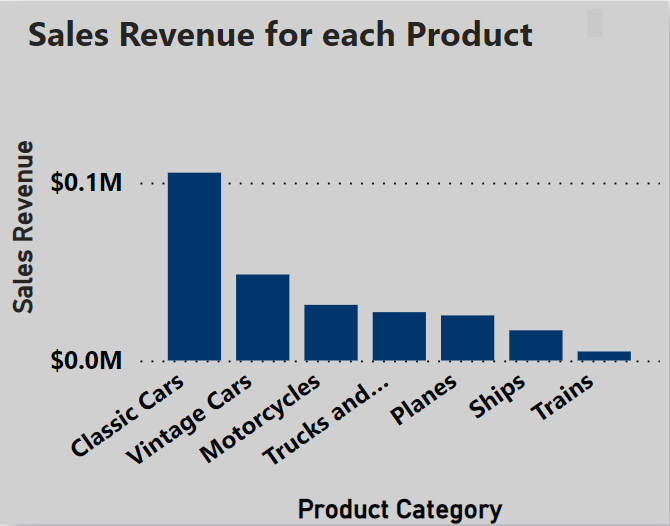 Sales Revenue for each Product
Sales Revenue
$0.1M
$0.0M
Classic Cars
Vintage Cars
Motorcycles
Trucks and...
Planes
Ships
Trains
Product Category